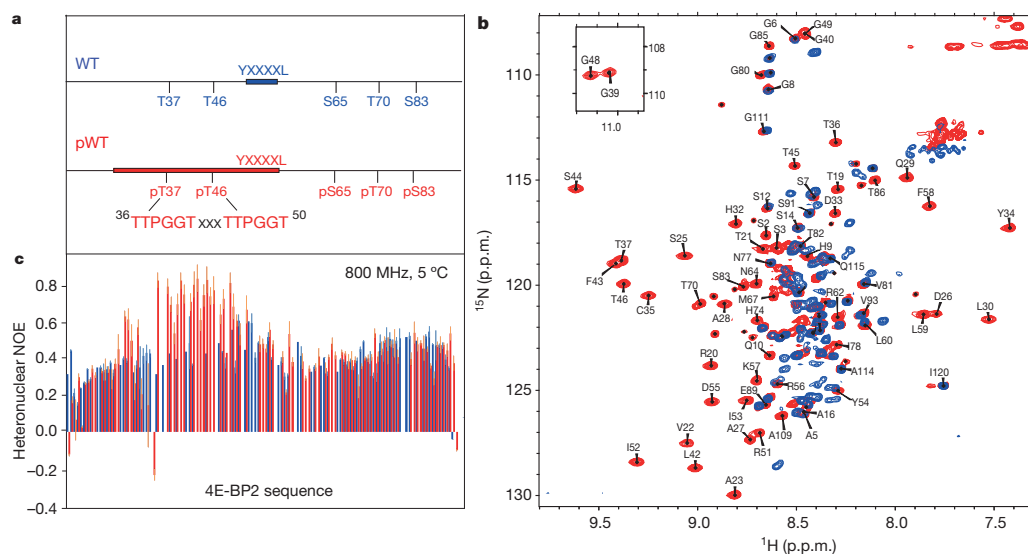 a
WT
YXXXXL
T37 T46 S65 T70 S83
pWT
YXXXXL
pT37 pT46 pS65 pT70 pS83
36 TTPGGT xxx TTPGGT 50
c
800 MHz, 5 °C
Heteronuclear NOE
0.8
0.6
0.4
0.2
0.0
−0.2
−0.4
4E-BP2 sequence
b
G48
G39
108
110
11.0
G6 G49
G85 G40
G80
G8
G111
T36
T45
Q29
S44
S7 T19
T86
F58
S12
S91 D33
H32
S14
Y34
S2
T82
T21 S3 H9
T37
S25
N77 Q115
F43
S83 N64
V81
T46
M67 R62
T70
V93 D26
C35
A28 H74
L59 L30
I78 L60
Q10
R20
A114
K57
I120
D55
E89 R56
Y54
I53
A16
V22
A27 A109 A5
R51
I52
L42
A23
110
115
120
125
130
15N (p.p.m.)
9.5 9.0 8.5 8.0 7.5
1H (p.p.m.)